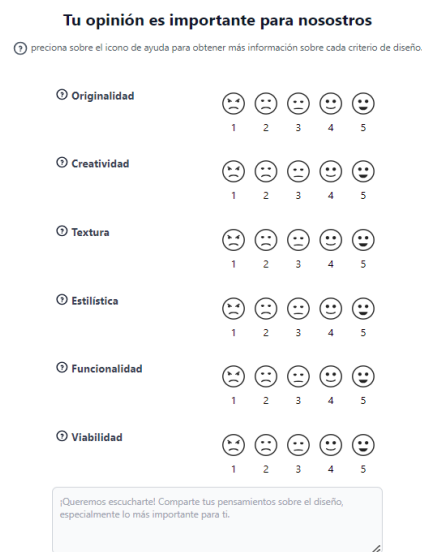 Tu opinión es importante para nosostros
preciona sobre el icono de ayuda para obtener más información sobre cada criterio de diseño.
Originalidad
1 2 3 4 5
Creatividad
1 2 3 4 5
Textura
1 2 3 4 5
Estilística
1 2 3 4 5
Funcionalidad
1 2 3 4 5
Viabilidad
1 2 3 4 5
¡Queremos escucharte! Comparte tus pensamientos sobre el diseño,
especialmente lo más importante para ti.